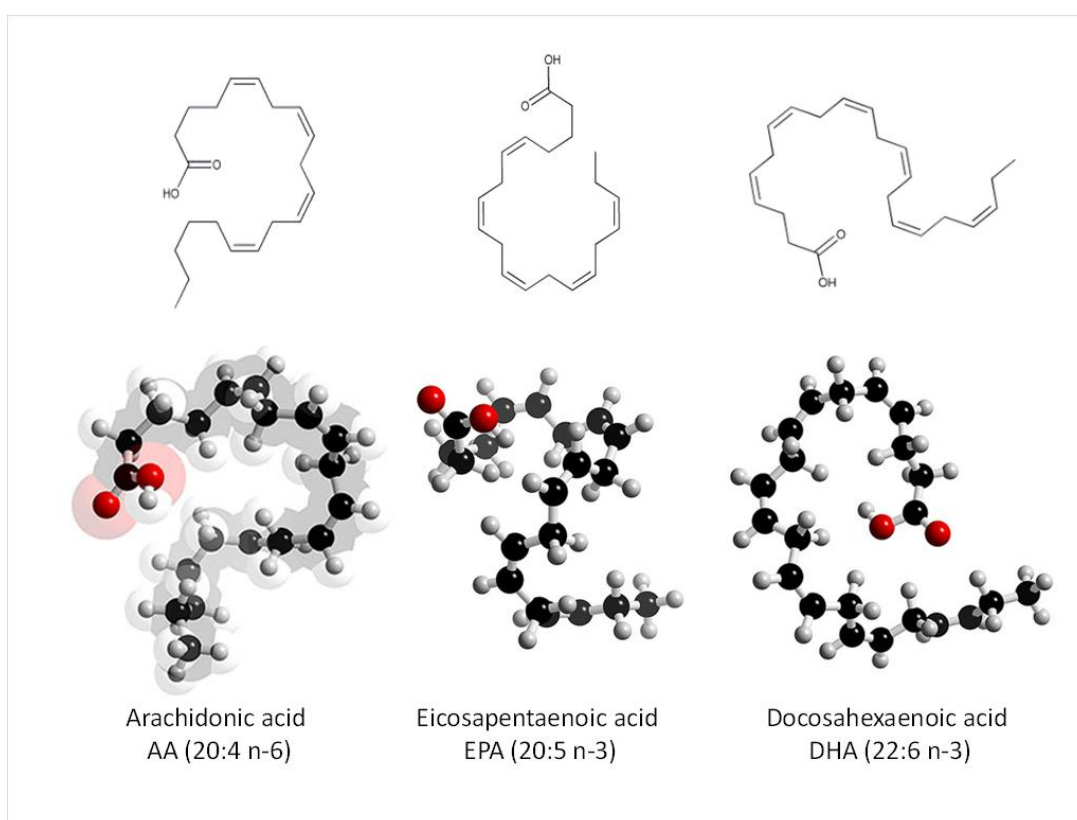 OH
O
O
HO
O
OH
Arachidonic acid
AA (20:4 n-6)
Eicosapentaenoic acid
EPA (20:5 n-3)
Docosahexaenoic acid
DHA (22:6 n-3)